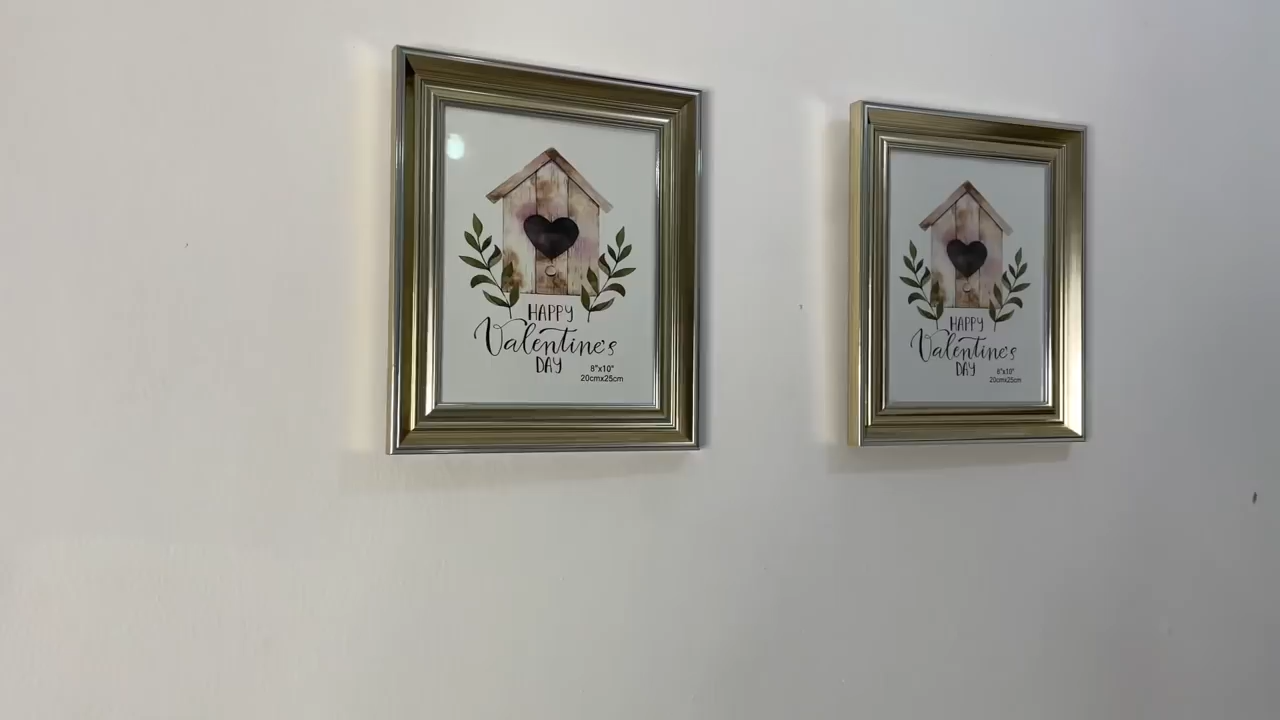 HAPPY
Valentine's
DAY
8"x10"
20cmx25cm
HAPPY
Valentine's
DAY
8"x10"
20cmx25cm